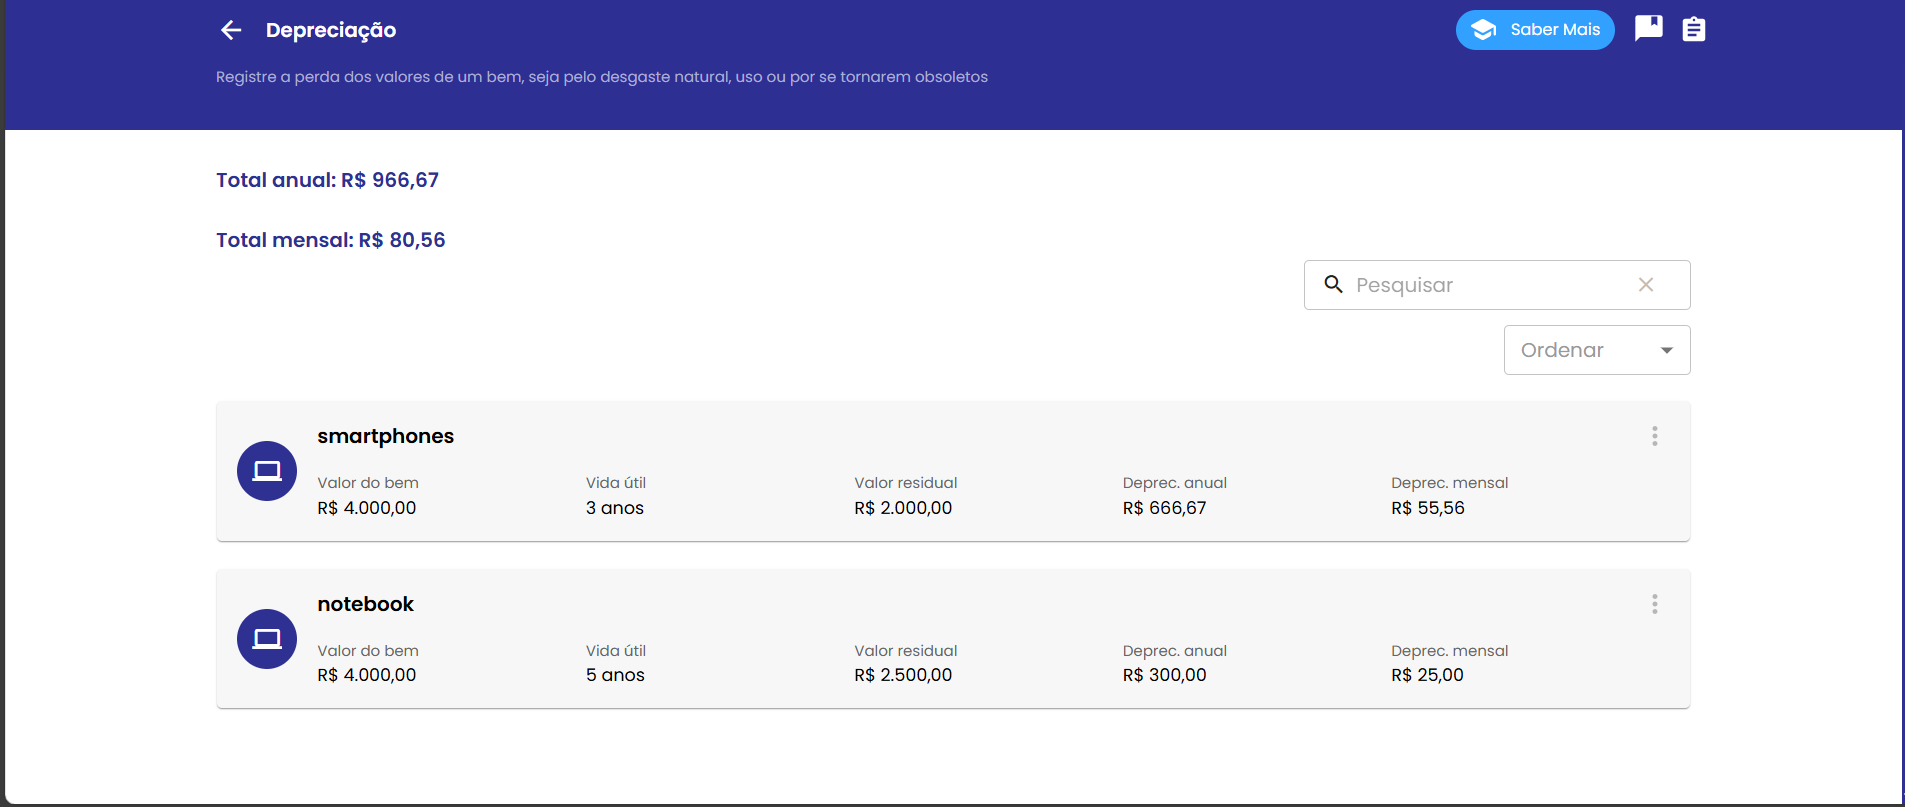 Depreciação
Saber Mais
Registre a perda dos valores de um bem, seja pelo desgaste natural, uso ou por se tornarem obsoletos
Total anual: R$ 966,67
Total mensal: R$ 80,56
Pesquisar
Ordenar
smartphones
Valor do bem Vida útil Valor residual Deprec. anual Deprec. mensal
R$ 4.000,00 3 anos R$ 2.000,00 R$ 666,67 R$ 55,56
notebook
Valor do bem Vida útil Valor residual Deprec. anual Deprec. mensal
R$ 4.000,00 5 anos R$ 2.500,00 R$ 300,00 R$ 25,00